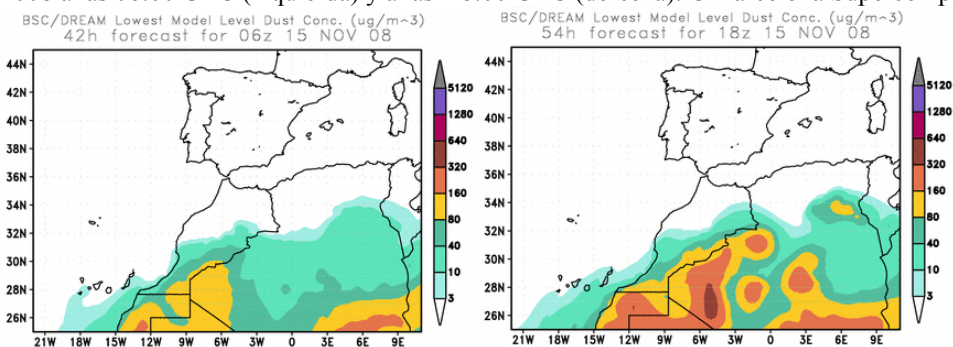 a las (izquierda) y a las (derecha).
BSC/DREAM Lowest Model Level Dust Conc. (ug/m^3)
42h forecast for 06z 15 NOV 08
44N
42N
40N
38N
36N
34N
32N
30N
28N
26N
21W 18W 15W 12W 9W 6W 3W 0 3E 6E 9E
5120
1280
640
320
160
80
40
10
3
BSC/DREAM Lowest Model Level Dust Conc. (ug/m^3)
54h forecast for 18z 15 NOV 08
44N
42N
40N
38N
36N
34N
32N
30N
28N
26N
21W 18W 15W 12W 9W 6W 3W 0 3E 6E 9E
5120
1280
640
320
160
80
40
10
3